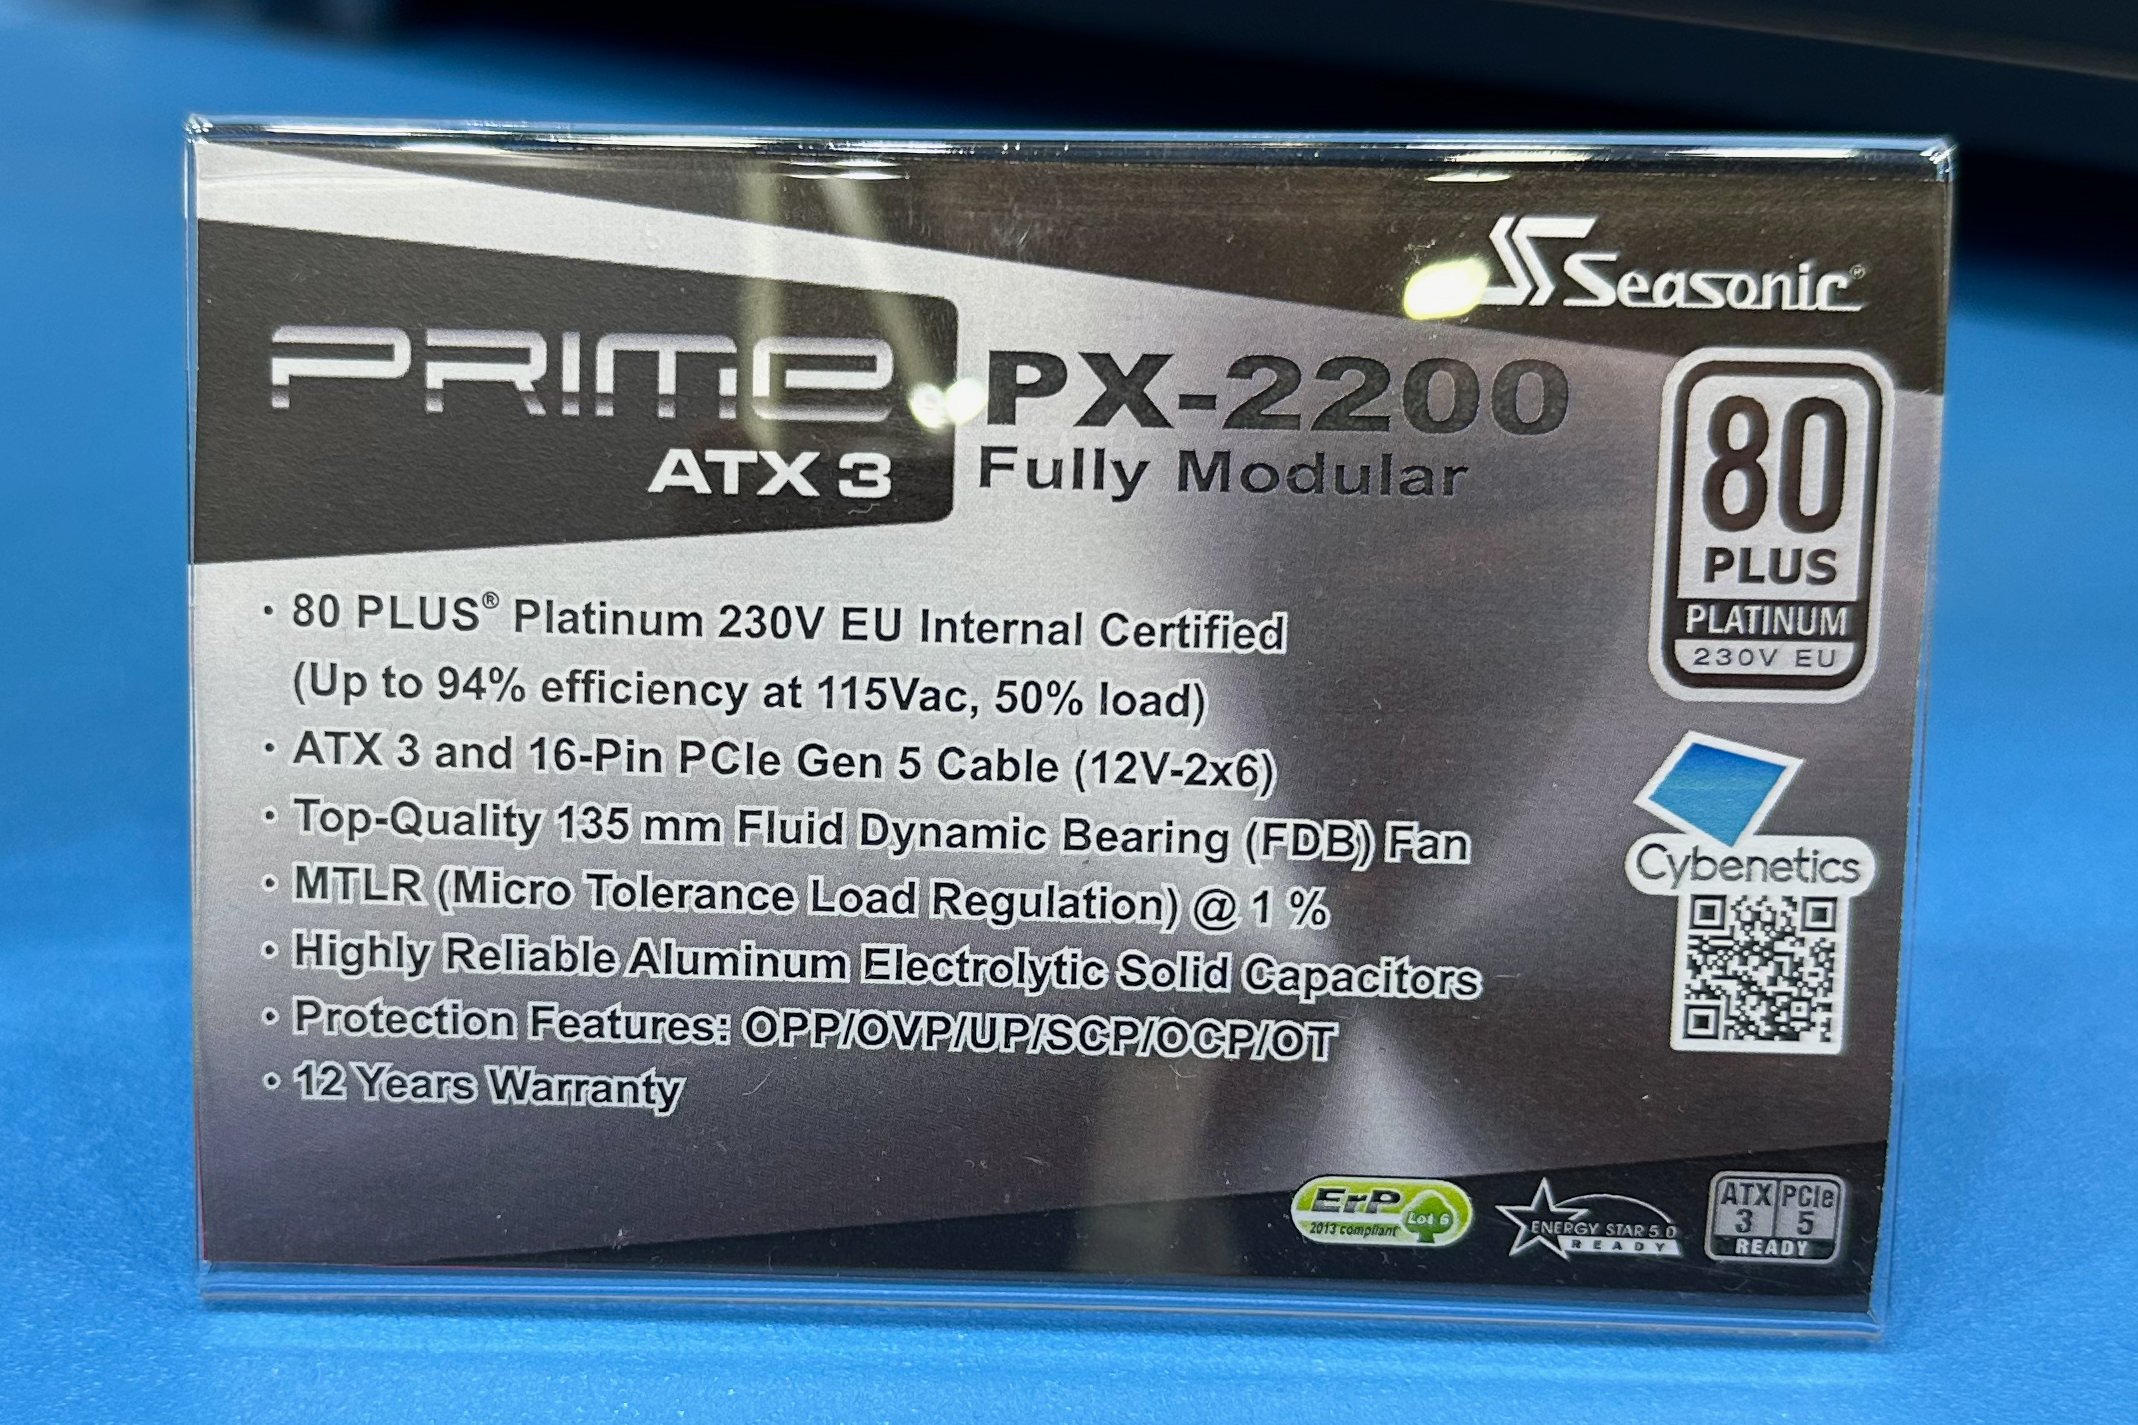 Seasonic®
PRIME
ATX 3
PX-2200
Fully Modular
80
PLUS
PLATINUM
230V EU
• 80 PLUS® Platinum 230V EU Internal Certified
(Up to 94% efficiency at 115Vac, 50% load)
• ATX 3 and 16-Pin PCIe Gen 5 Cable (12V-2x6)
• Top-Quality 135 mm Fluid Dynamic Bearing (FDB) Fan
• MTLR (Micro Tolerance Load Regulation) @ 1 %
• Highly Reliable Aluminum Electrolytic Solid Capacitors
• Protection Features: OPP/OVP/UP/SCP/OCP/OT
• 12 Years Warranty
Cybenetics
ErP
2013 compliant
Lot 6
ENERGY STAR 5.0
READY
ATX PCIe
3 5
READY